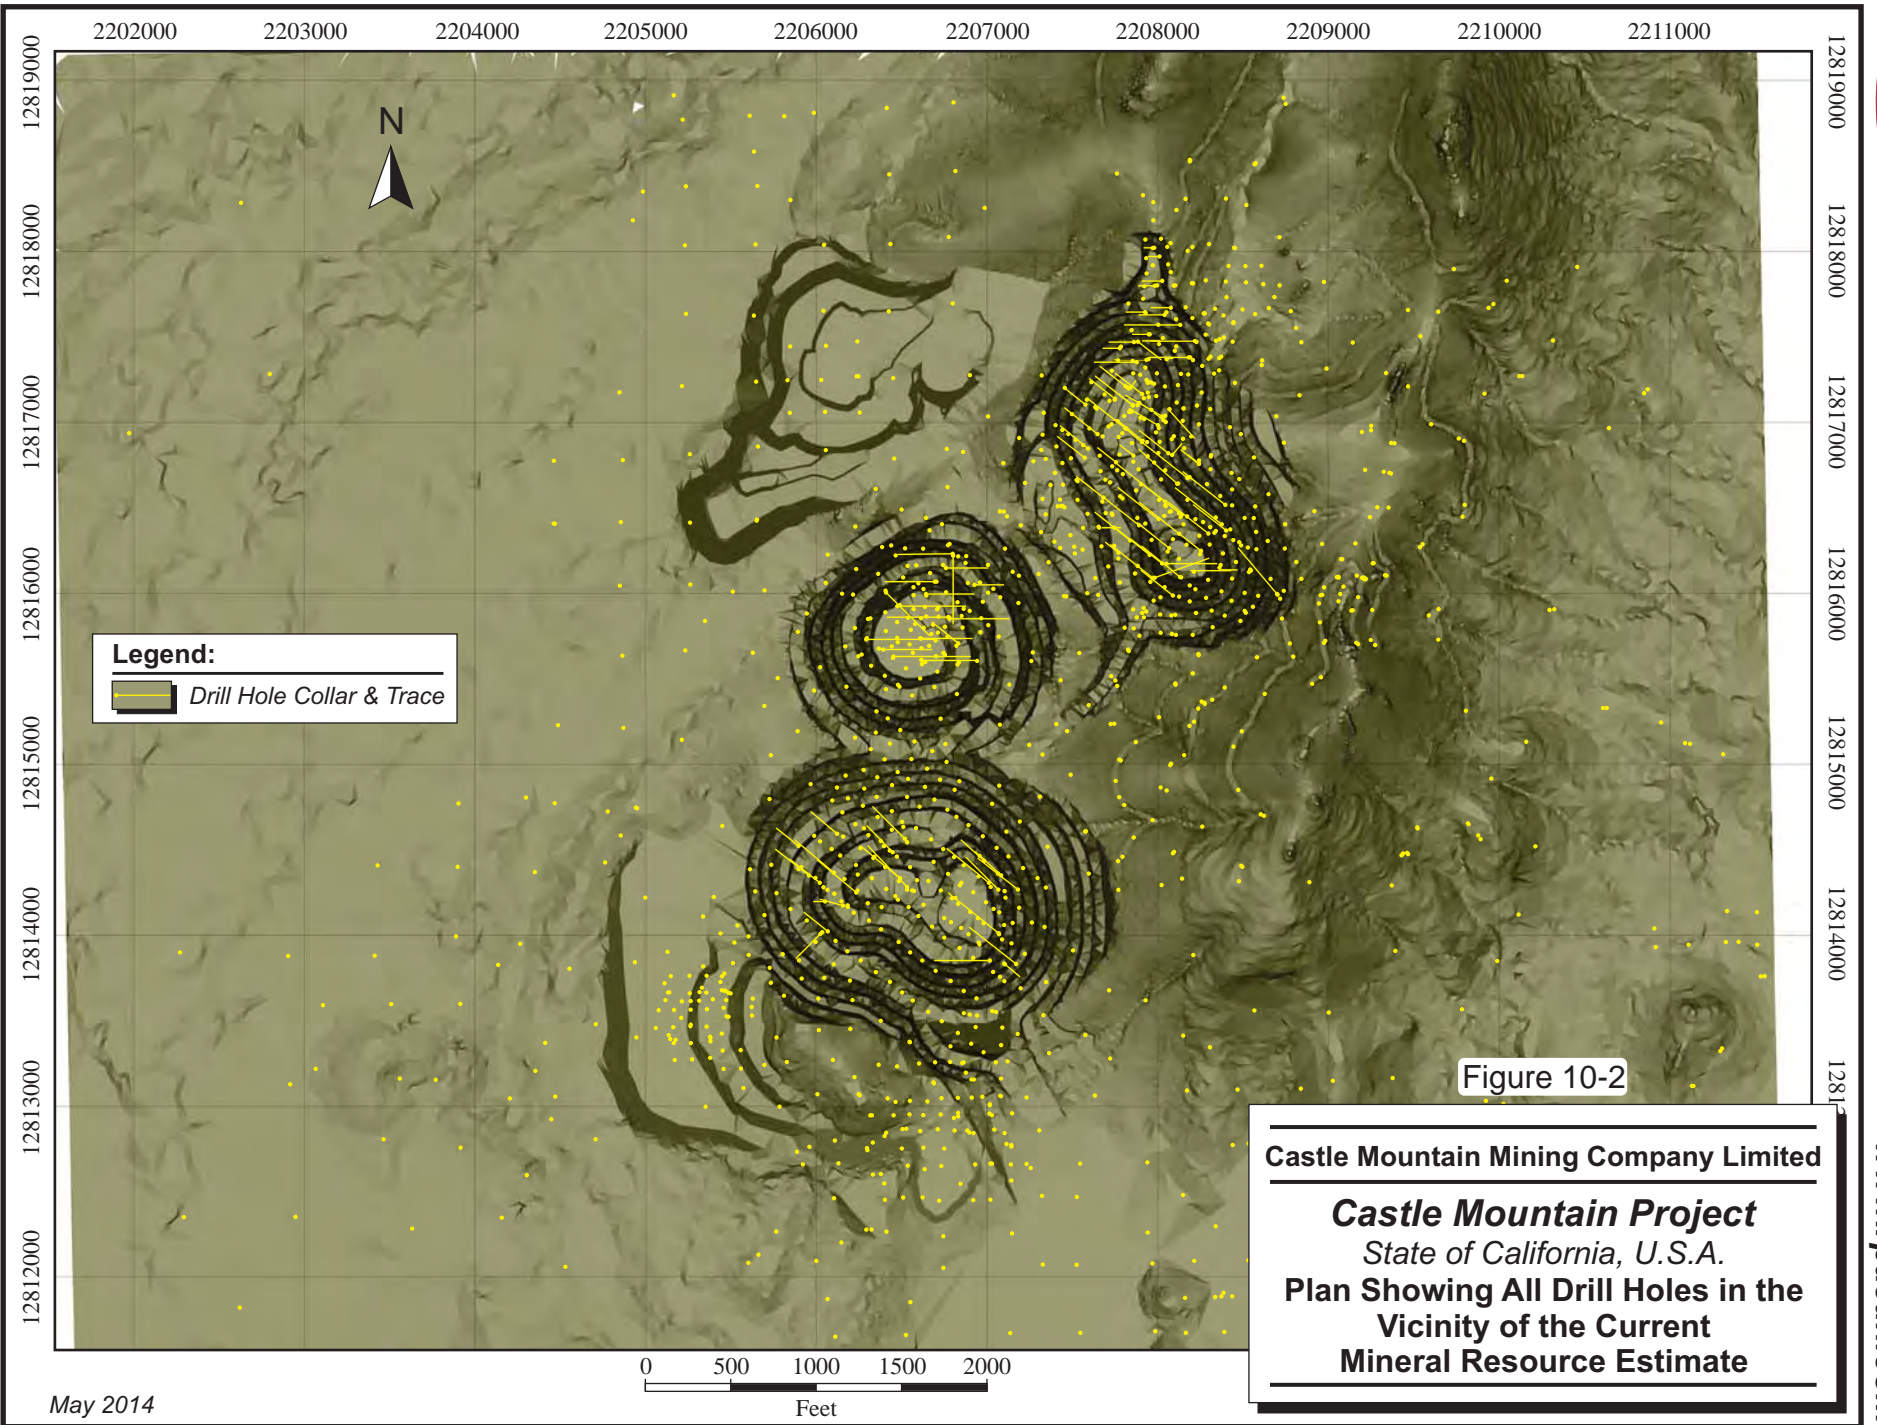 2202000 2203000 2204000 2205000 2206000 2207000 2208000 2209000 2210000 2211000
12819000
12818000
12817000
12816000
12815000
12814000
12813000
12812000
12819000
12818000
12817000
12816000
12815000
12814000
N
Legend:
Drill Hole Collar & Trace
Figure 10-2
Castle Mountain Mining Company Limited
Castle Mountain Project
State of California, U.S.A.
Plan Showing All Drill Holes in the
Vicinity of the Current
Mineral Resource Estimate
0 500 1000 1500 2000
Feet
May 2014